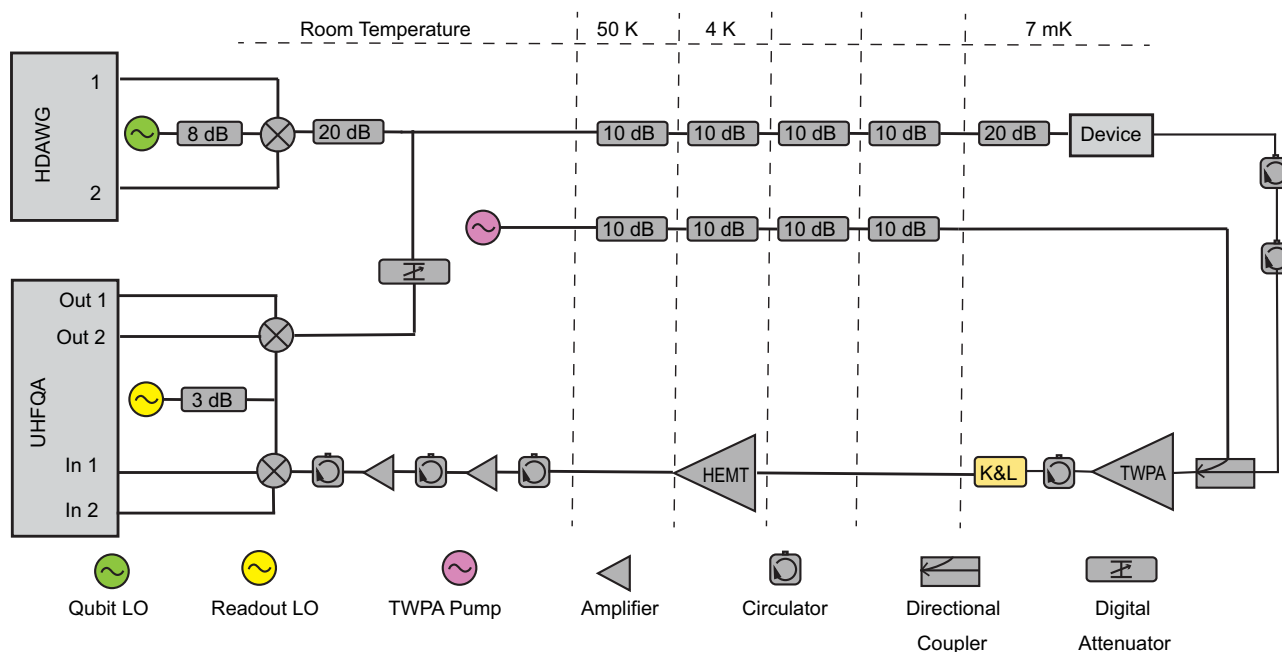 Room Temperature
50 K
4 K
7 mK
HDAWG
1
2
8 dB
20 dB
10 dB
10 dB
10 dB
10 dB
20 dB
Device
10 dB
10 dB
10 dB
10 dB
UHFQA
Out 1
Out 2
3 dB
In 1
In 2
HEMT
K&L
TWPA
Qubit LO
Readout LO
TWPA Pump
Amplifier
Circulator
Directional
Coupler
Digital
Attenuator